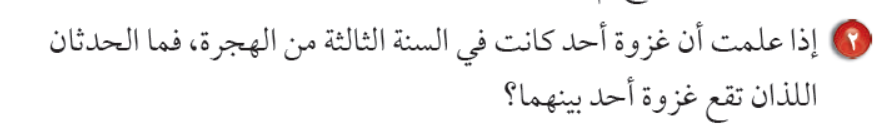 ٢ إذا علمت أن غزوة أحد كانت في السنة الثالثة من الهجرة، فما الحدثان
اللذان تقع غزوة أحد بينهما؟